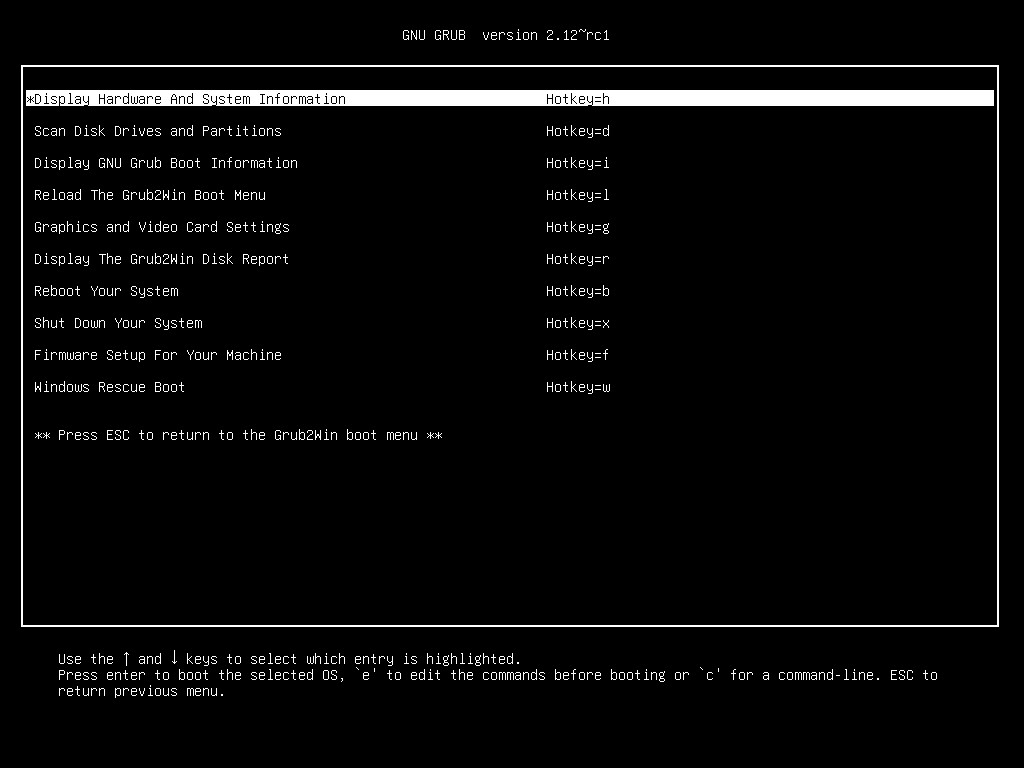 GNU GRUB  version 2.12~rc1
*Display Hardware And System Information                         Hotkey=h
Scan Disk Drives and Partitions                                 Hotkey=d
Display GNU Grub Boot Information                               Hotkey=i
Reload The Grub2Win Boot Menu                                   Hotkey=l
Graphics and Video Card Settings                                Hotkey=g
Display The Grub2Win Disk Report                                Hotkey=r
Reboot Your System                                              Hotkey=b
Shut Down Your System                                           Hotkey=x
Firmware Setup For Your Machine                                 Hotkey=f
Windows Rescue Boot                                             Hotkey=w
** Press ESC to return to the Grub2Win boot menu **
Use the ↑ and ↓ keys to select which entry is highlighted.
Press enter to boot the selected OS, `e' to edit the commands before booting or `c' for a command-line. ESC to
return previous menu.